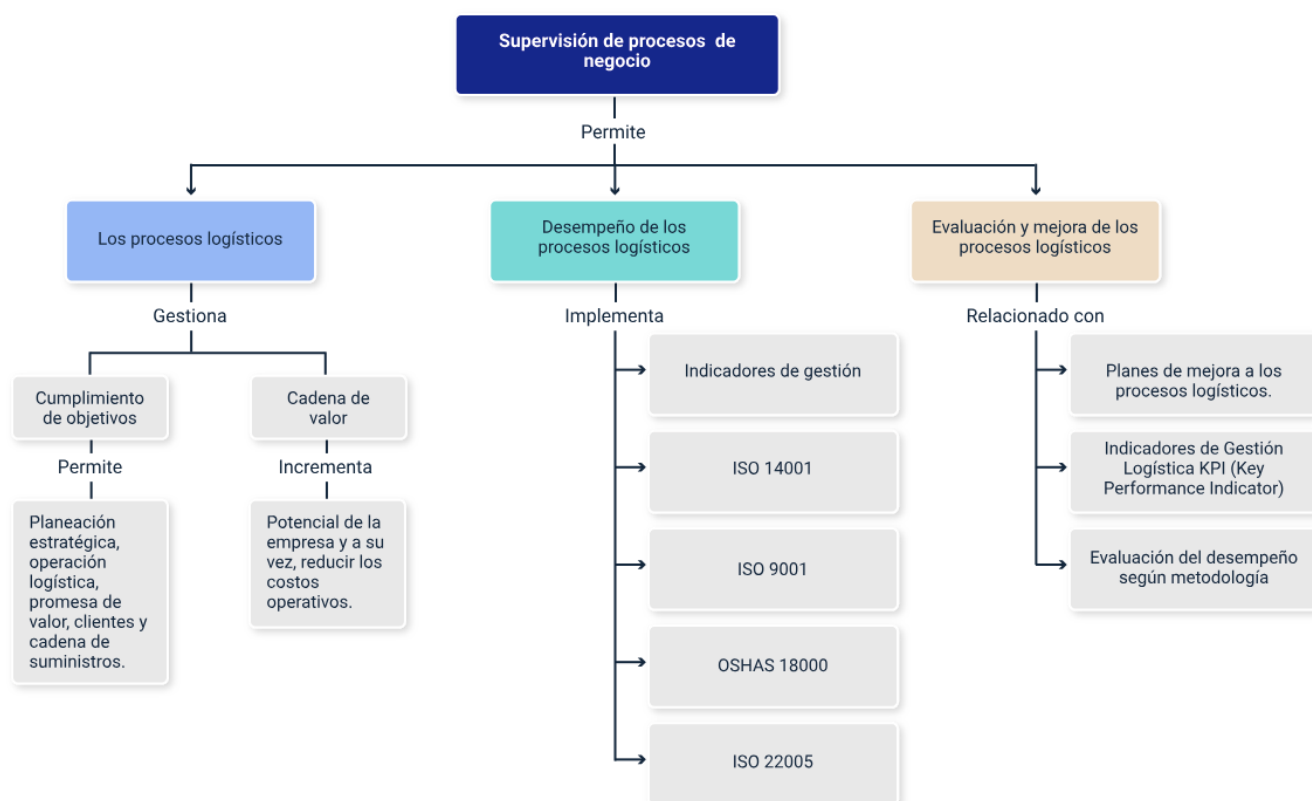 Supervisión de procesos de
negocio
Permite
Los procesos logísticos
Gestiona
Cumplimiento
de objetivos
Permite
Planeación
estratégica,
operación
logística,
promesa de
valor, clientes y
cadena de
suministros.
Cadena de
valor
Incrementa
Potencial de la
empresa y a su
vez, reducir los
costos
operativos.
Desempeño de los
procesos logísticos
Implementa
Indicadores de gestión
ISO 14001
ISO 9001
OSHAS 18000
ISO 22005
Evaluación y mejora de los
procesos logísticos
Relacionado con
Planes de mejora a los
procesos logísticos.
Indicadores de Gestión
Logística KPI (Key
Performance Indicator)
Evaluación del desempeño
según metodología